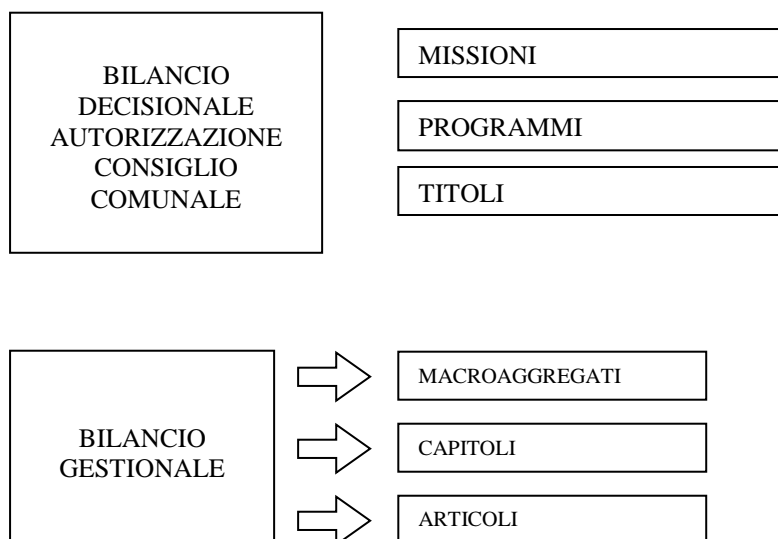 BILANCIO
DECISIONALE
AUTORIZZAZIONE
CONSIGLIO
COMUNALE
MISSIONI
PROGRAMMI
TITOLI
BILANCIO
GESTIONALE
MACROAGGREGATI
CAPITOLI
ARTICOLI